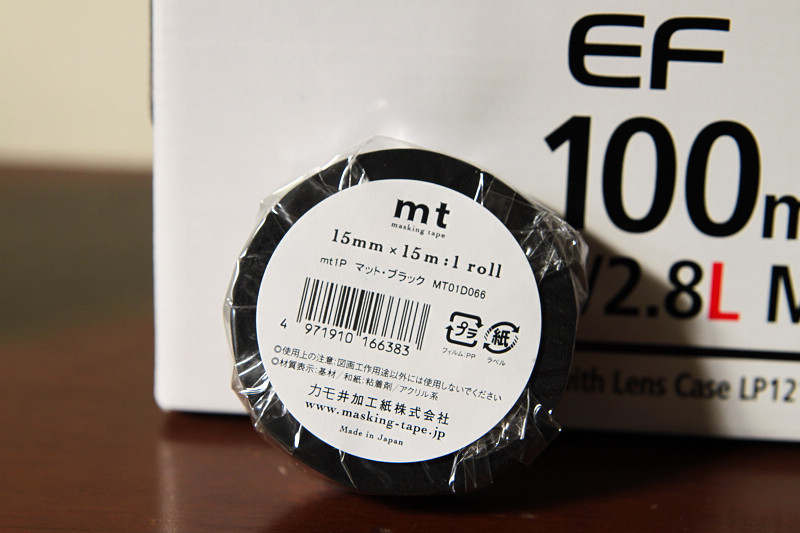 EF
100m
/2.8L M
with Lens Case LP12
mt
masking tape
15mm × 15m : 1 roll
mt1P マット・ブラック MT01D066
4 971910 166383
プラ
フィルム:PP
紙
ラベル
◎使用上の注意:図画工作用途以外には使用しないでください
◎材質表示:基材/和紙:粘着剤/アクリル系
カモ井加工紙株式会社
www.masking-tape.jp
Made in Japan